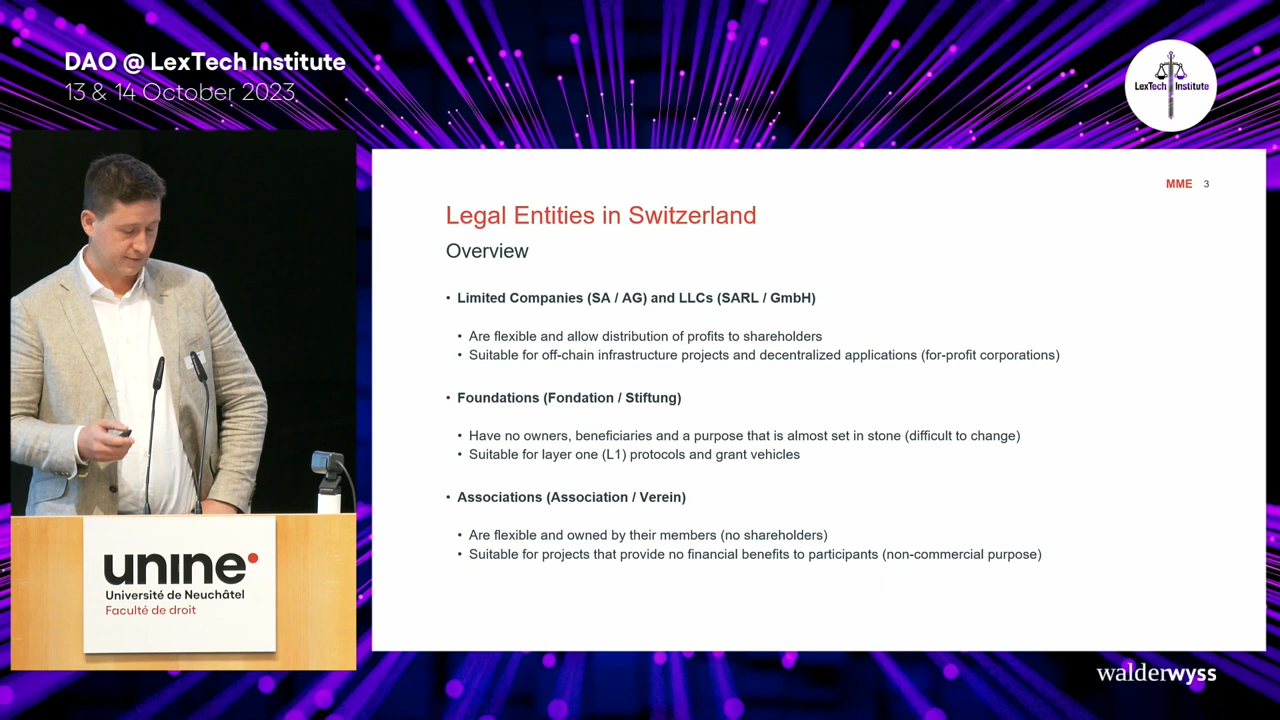 DAO @ LexTech Institute
13 & 14 October 2023
LexTech Institute
MME 3
Legal Entities in Switzerland
Overview
• Limited Companies (SA / AG) and LLCs (SARL / GmbH)
• Are flexible and allow distribution of profits to shareholders
• Suitable for off-chain infrastructure projects and decentralized applications (for-profit corporations)
• Foundations (Fondation / Stiftung)
• Have no owners, beneficiaries and a purpose that is almost set in stone (difficult to change)
• Suitable for layer one (L1) protocols and grant vehicles
• Associations (Association / Verein)
• Are flexible and owned by their members (no shareholders)
• Suitable for projects that provide no financial benefits to participants (non-commercial purpose)
unine
Université de Neuchâtel
Faculté de droit
walderwyss